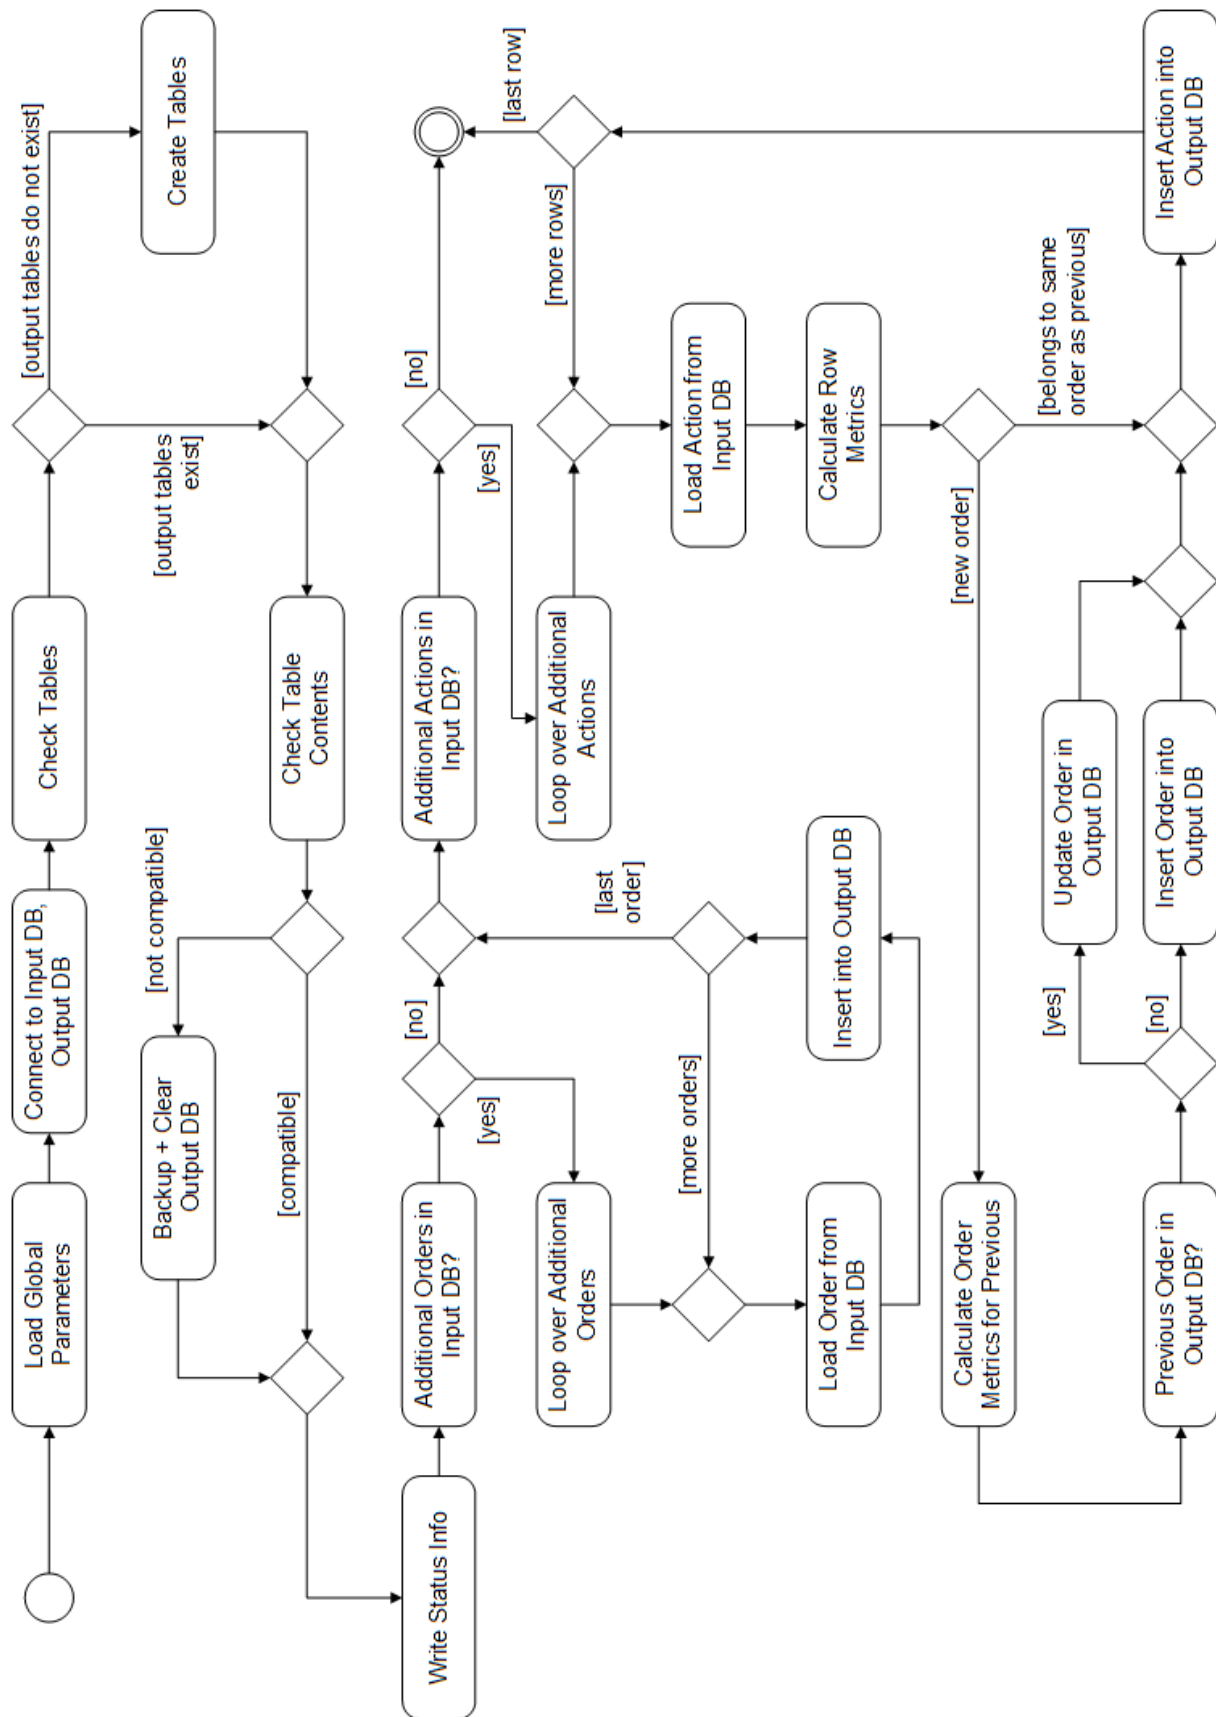 Load Global
Parameters
Connect to Input DB,
Output DB
Check Tables
[output tables do not exist]
Create Tables
[output tables
exist]
Check Table
Contents
[not compatible]
Backup + Clear
Output DB
[compatible]
Write Status Info
Additional Orders in
Input DB?
[no]
[yes]
Loop over Additional
Orders
[more orders]
Load Order from
Input DB
Insert into Output DB
[last
order]
Additional Actions in
Input DB?
[no]
[yes]
Loop over Additional
Actions
[more rows]
[last row]
Load Action from
Input DB
Calculate Row
Metrics
[new order]
[belongs to same
order as previous]
Calculate Order
Metrics for Previous
Previous Order in
Output DB?
[yes]
[no]
Update Order in
Output DB
Insert Order into
Output DB
Insert Action into
Output DB